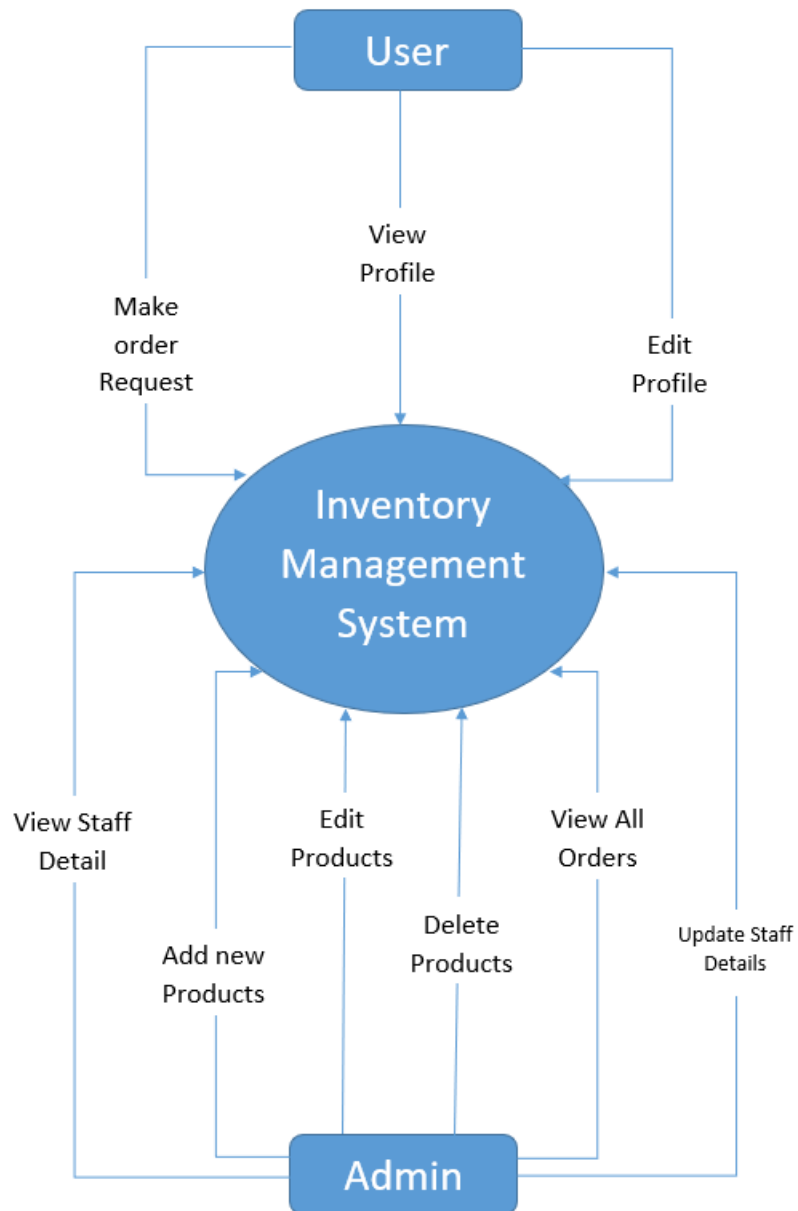 User
View
Profile
Make
order
Request
Edit
Profile
Inventory
Management
System
View Staff
Detail
Edit
Products
View All
Orders
Add new
Products
Delete
Products
Update Staff
Details
Admin